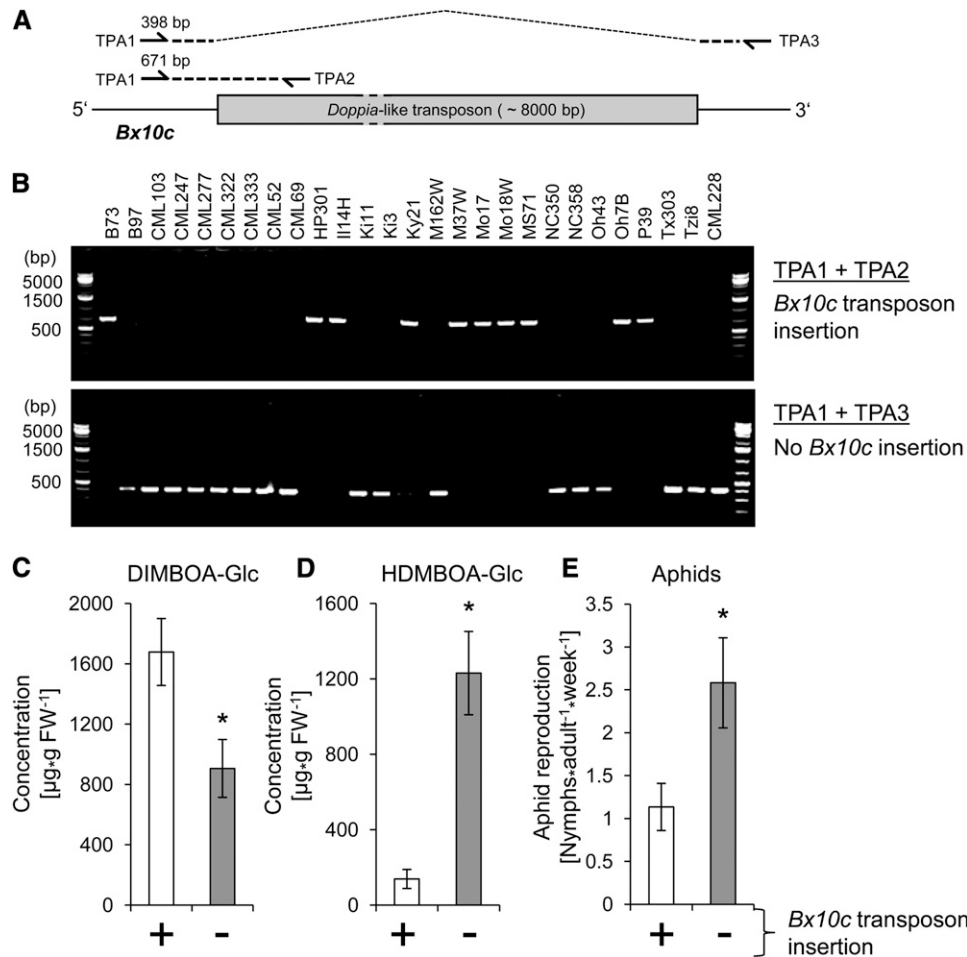 A
398 bp
TPA1
TPA3
671 bp
TPA1
TPA2
5‘
Doppia-like transposon ( ~ 8000 bp)
3‘
Bx10c
B
B73
B97
CML103
CML247
CML277
CML322
CML333
CML52
CML69
HP301
Il14H
Ki11
Ki3
Ky21
M162W
M37W
Mo17
Mo18W
MS71
NC350
NC358
Oh43
Oh7B
P39
Tx303
Tzi8
CML228
(bp)
5000
1500
500
TPA1 + TPA2
Bx10c transposon
insertion
(bp)
5000
1500
500
TPA1 + TPA3
No Bx10c insertion
C
DIMBOA-Glc
Concentration
[µg*g FW-1]
2000
1600
1200
800
400
0
*
+
-
D
HDMBOA-Glc
Concentration
[µg*g FW-1]
1600
1200
800
400
0
*
+
-
E
Aphids
Aphid reproduction
[Nymphs*adult-1*week-1]
3.5
3
2.5
2
1.5
1
0.5
0
*
+
-
Bx10c transposon
insertion